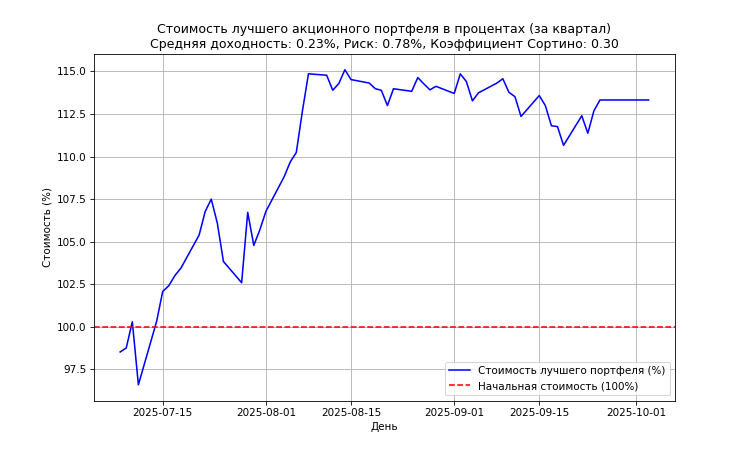 Стоимость лучшего акционного портфеля в процентах (за квартал)
Средняя доходность: 0.23%, Риск: 0.78%, Коэффициент Сортино: 0.30
115.0
112.5
110.0
107.5
105.0
102.5
100.0
97.5
Стоимость (%)
Стоимость лучшего портфеля (%)
Начальная стоимость (100%)
2025-07-15
2025-08-01
2025-08-15
2025-09-01
2025-09-15
2025-10-01
День